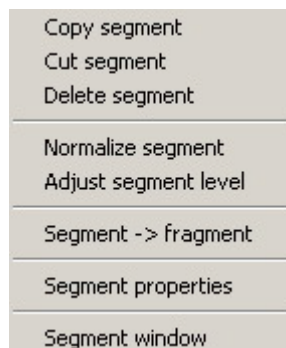 Copy segment
Cut segment
Delete segment
Normalize segment
Adjust segment level
Segment -> fragment
Segment properties
Segment window